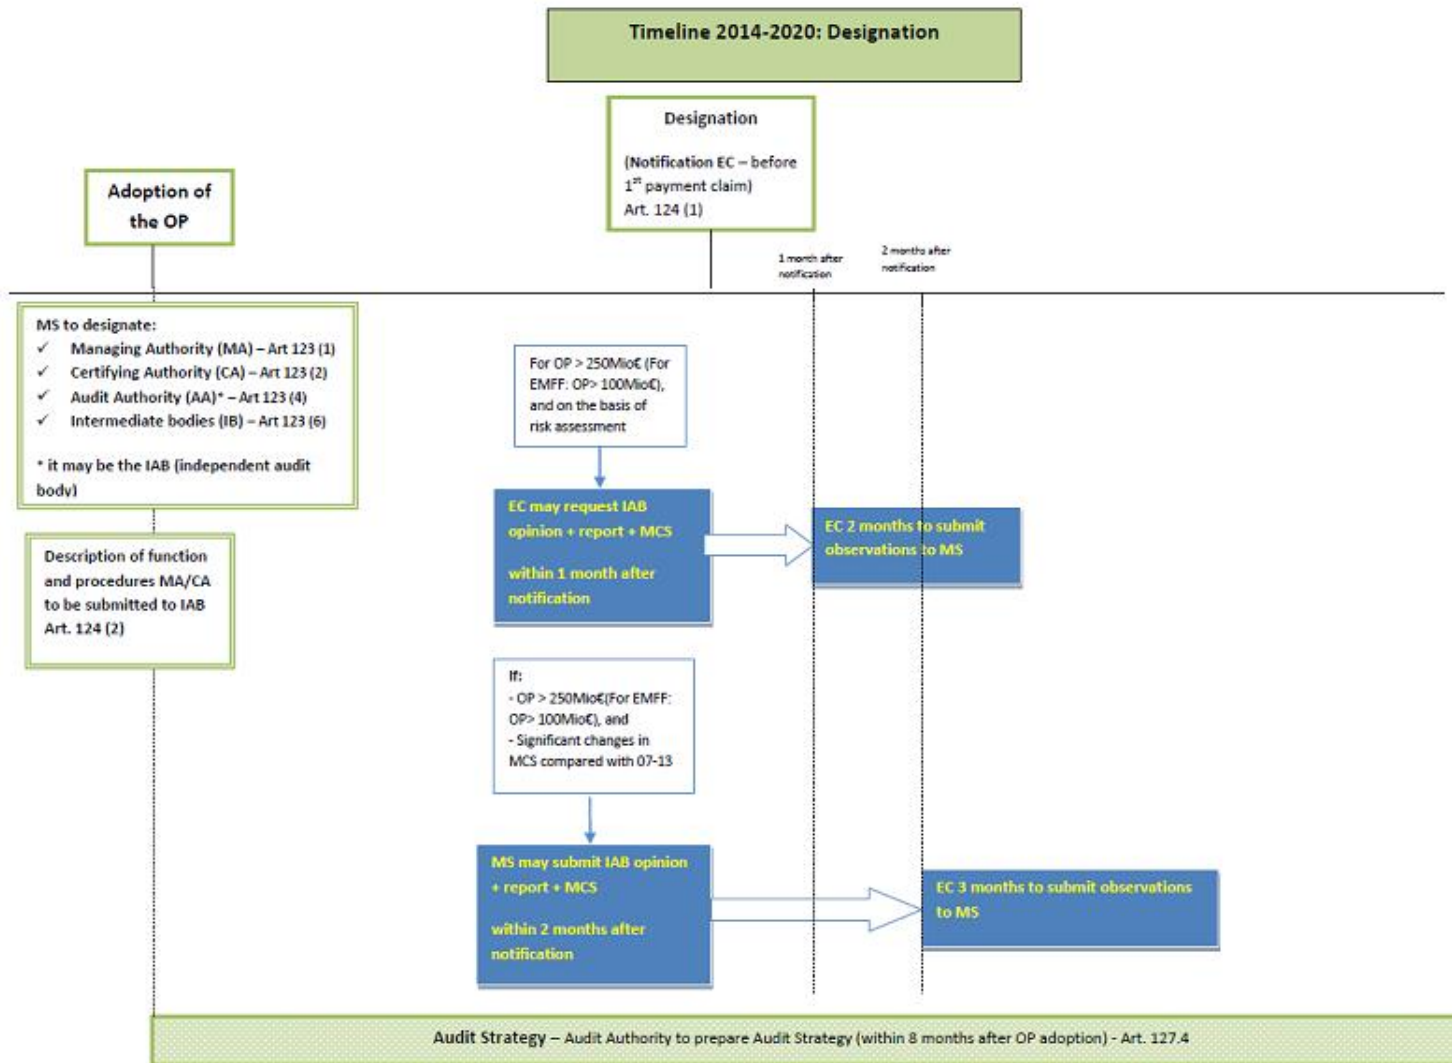 Timeline 2014-2020: Designation
Designation
(Notification EC – before
1st payment claim)
Art. 124 (1)
Adoption of
the OP
1 month after
notification
2 months after
notification
MS to designate:
✓ Managing Authority (MA) – Art 123 (1)
✓ Certifying Authority (CA) – Art 123 (2)
✓ Audit Authority (AA)* – Art 123 (4)
✓ Intermediate bodies (IB) – Art 123 (6)
* it may be the IAB (independent audit
body)
Description of function
and procedures MA/CA
to be submitted to IAB
Art. 124 (2)
For OP > 250Mio€ (For
EMFF: OP> 100Mio€),
and on the basis of
risk assessment
EC may request IAB
opinion + report + MCS
within 1 month after
notification
EC 2 months to submit
observations to MS
If:
- OP > 250Mio€(For EMFF:
OP> 100Mio€), and
- Significant changes in
MCS compared with 07-13
MS may submit IAB opinion
+ report + MCS
within 2 months after
notification
EC 3 months to submit observations
to MS
Audit Strategy – Audit Authority to prepare Audit Strategy (within 8 months after OP adoption) - Art. 127.4